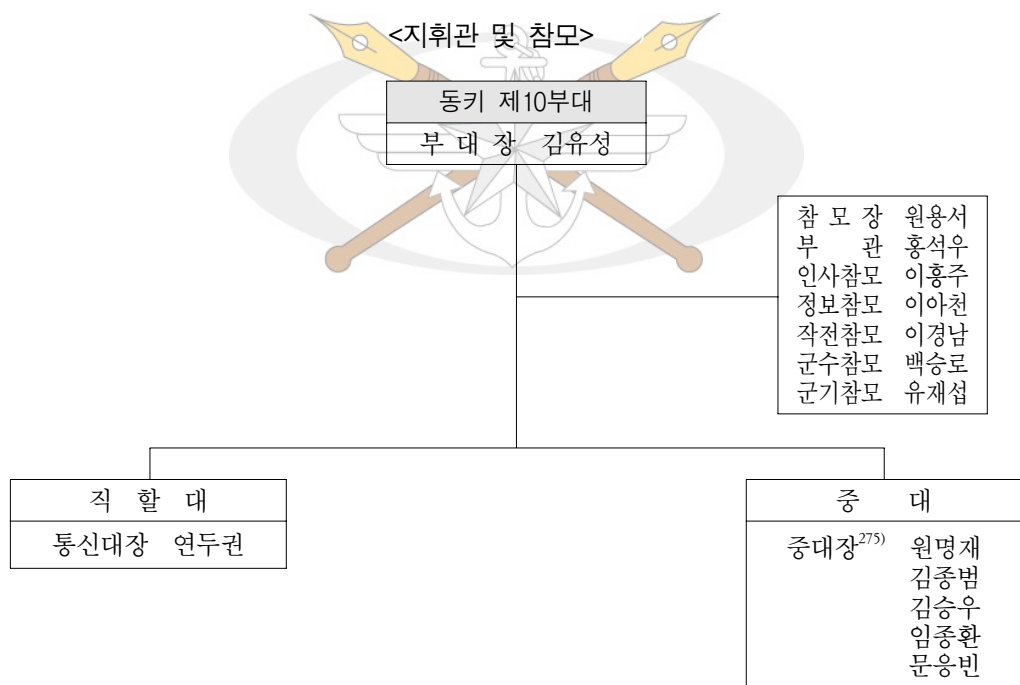 <지휘관 및 참모>
동키 제10부대
부 대 장 김유성
참 모 장 원용서
부 관 홍석우
인사참모 이흥주
정보참모 이아천
작전참모 이경남
군수참모 백승로
군기참모 유재섭
직 할 대
통신대장 연두권
중 대
중대장275) 원명재
김종범
김승우
임종환
문응빈